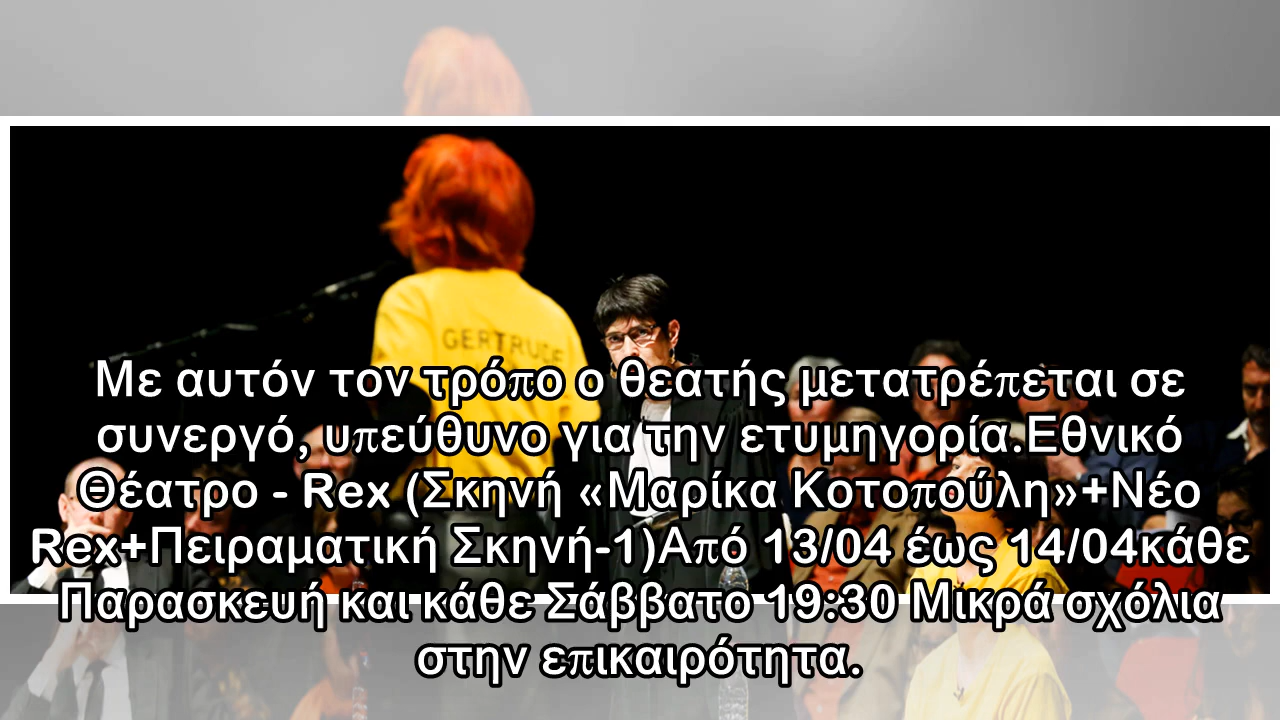 GERTRUDE
Με αυτόν τον τρόπο ο θεατής μετατρέπεται σε
συνεργό, υπεύθυνο για την ετυμηγορία.Εθνικό
Θέατρο - Rex (Σκηνή «Μαρίκα Κοτοπούλη»+Νέο
Rex+Πειραματική Σκηνή-1)Από 13/04 έως 14/04κάθε
Παρασκευή και κάθε Σάββατο 19:30 Μικρά σχόλια
στην επικαιρότητα.